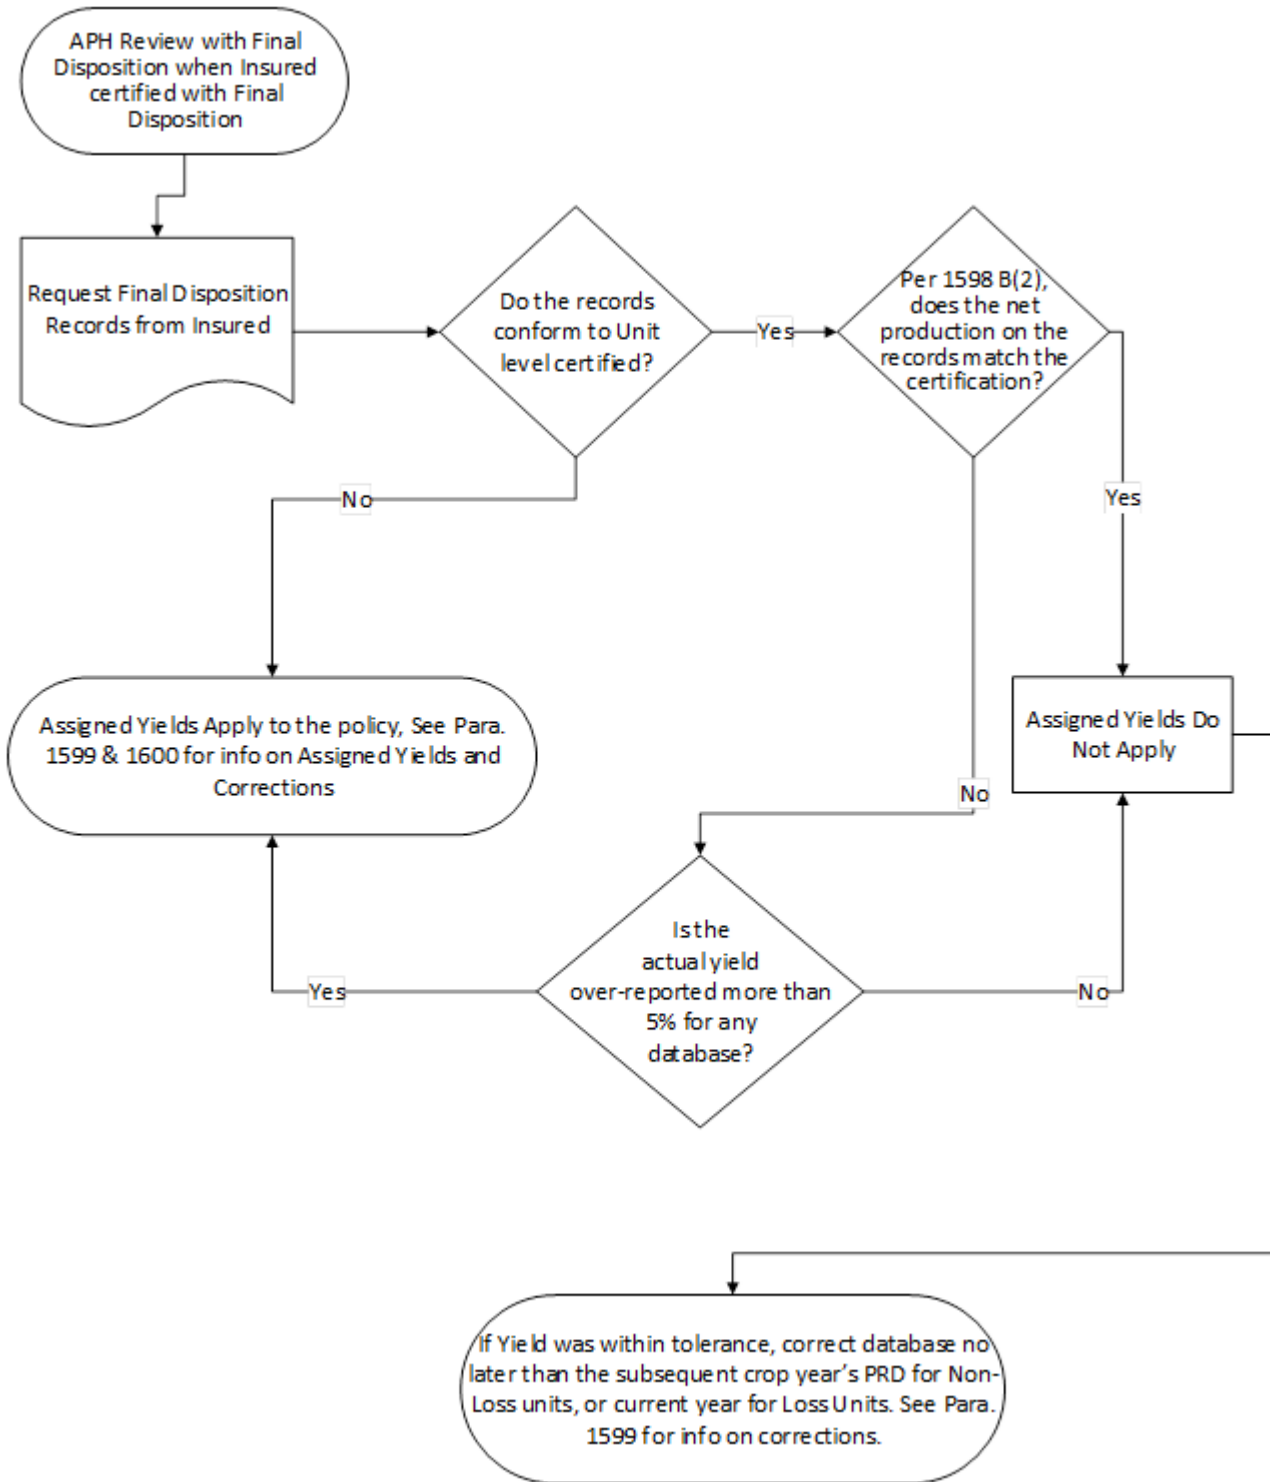 APH Review with Final
Disposition when Insured
certified with Final
Disposition
Request Final Disposition
Records from Insured
Do the records
conform to Unit
level certified?
Yes
Per 1598 B(2),
does the net
production on the
records match the
certification?
No
Yes
Assigned Yields Apply to the policy, See Para.
1599 & 1600 for info on Assigned Yields and
Corrections
Assigned Yields Do
Not Apply
No
Is the
actual yield
over-reported more than
5% for any
database?
Yes
No
If Yield was within tolerance, correct database no
later than the subsequent crop year's PRD for Non-
Loss units, or current year for Loss Units. See Para.
1599 for info on corrections.